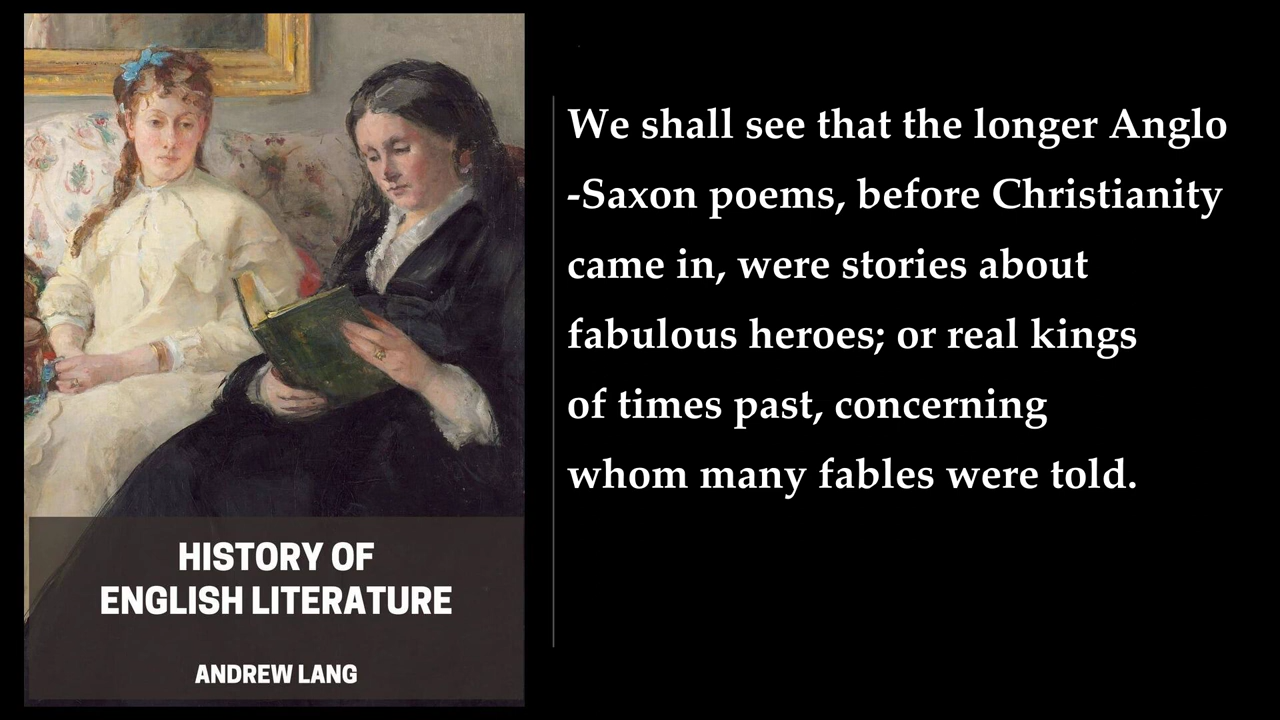 HISTORY OF
ENGLISH LITERATURE
ANDREW LANG
We shall see that the longer Anglo
-Saxon poems, before Christianity
came in, were stories about
fabulous heroes; or real kings
of times past, concerning
whom many fables were told.